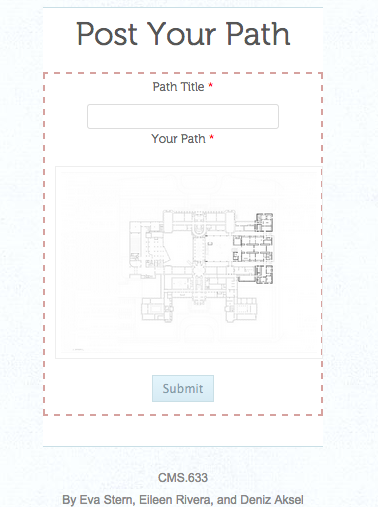 Post Your Path
Path Title *
Your Path *
Submit
CMS.633
By Eva Stern, Eileen Rivera, and Deniz Aksel